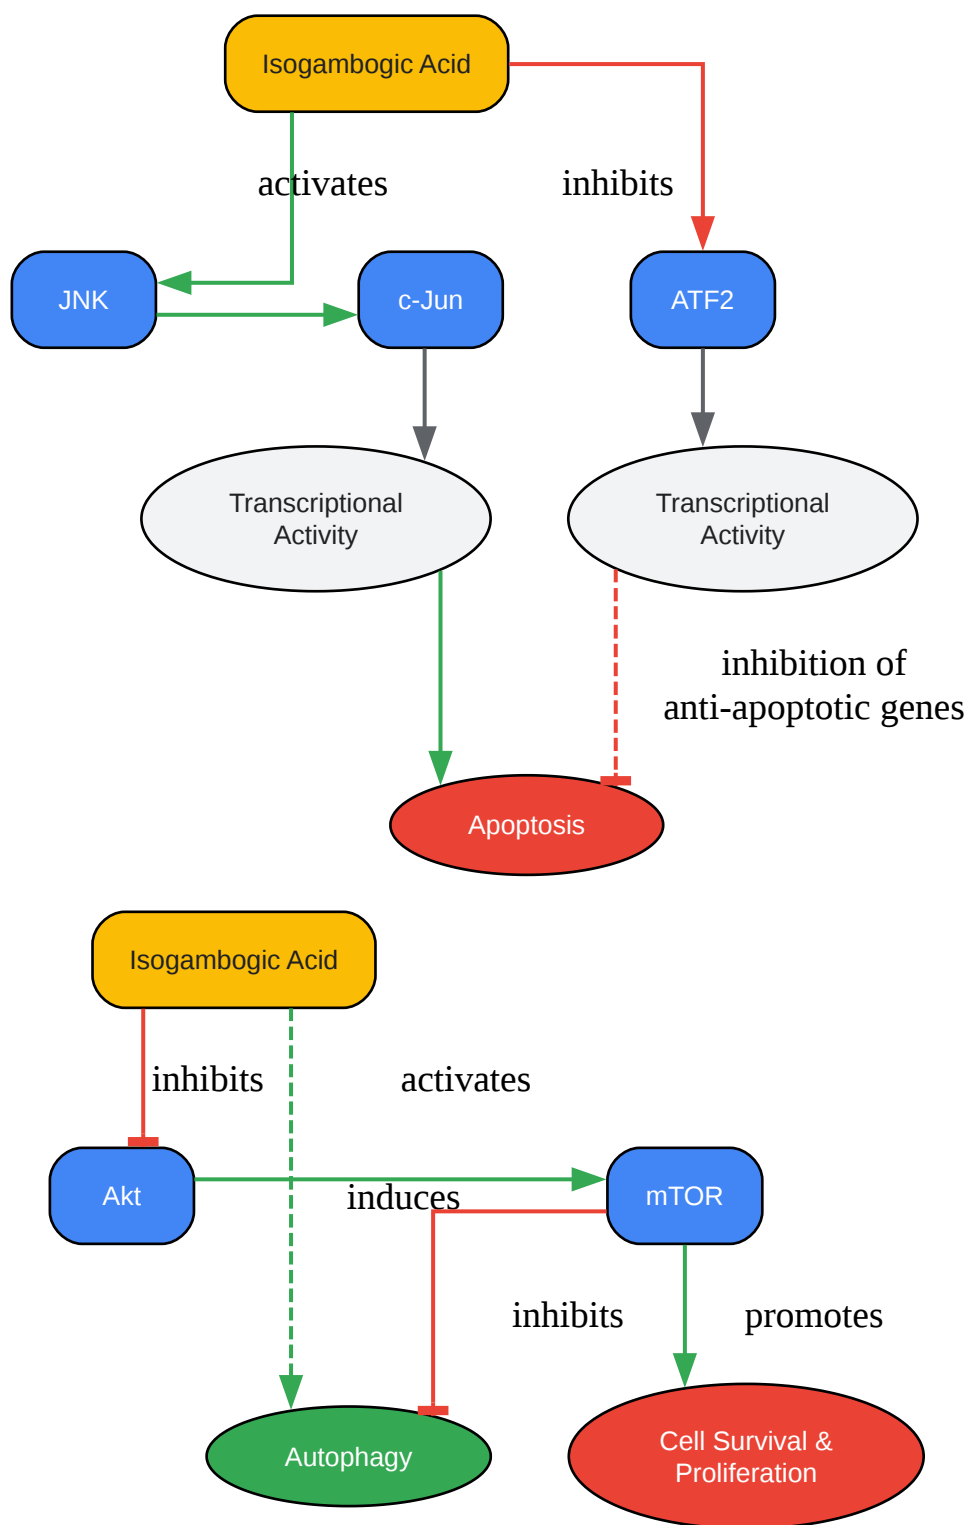 Isogambogic Acid
activates
inhibits
JNK
c-Jun
ATF2
Transcriptional
Activity
Transcriptional
Activity
inhibition of
anti-apoptotic genes
Apoptosis
Isogambogic Acid
inhibits
activates
Akt
induces
mTOR
inhibits
promotes
Autophagy
Cell Survival &
Proliferation